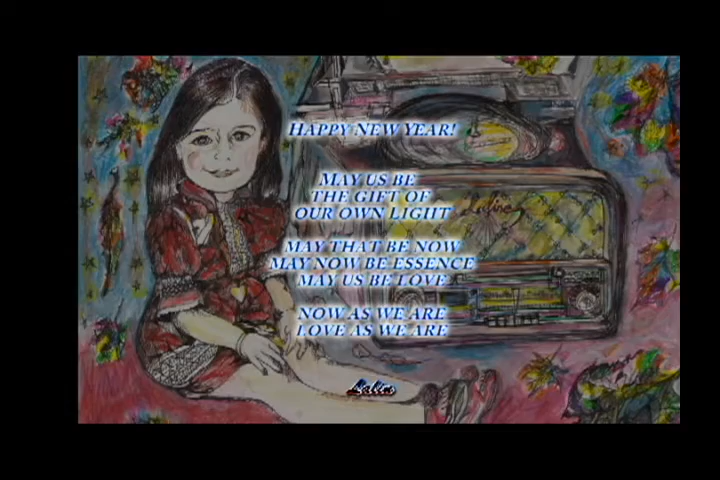 HAPPY NEW YEAR!
MAY US BE
THE GIFT OF
OUR OWN LIGHT
MAY THAT BE NOW
MAY NOW BE ESSENCE
MAY US BE LOVE
NOW AS WE ARE
LOVE AS WE ARE